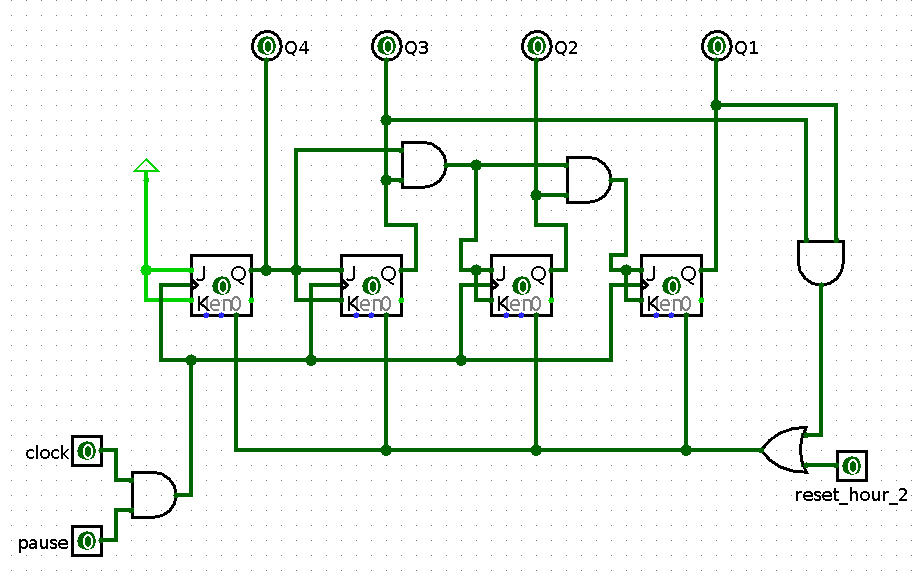 0 Q4 0 Q3 0 Q2 0 Q1
J Q J Q J Q J Q
0 0 0 0
K en 0 K en 0 K en 0 K en 0
clock 0
0 reset_hour_2
pause 0